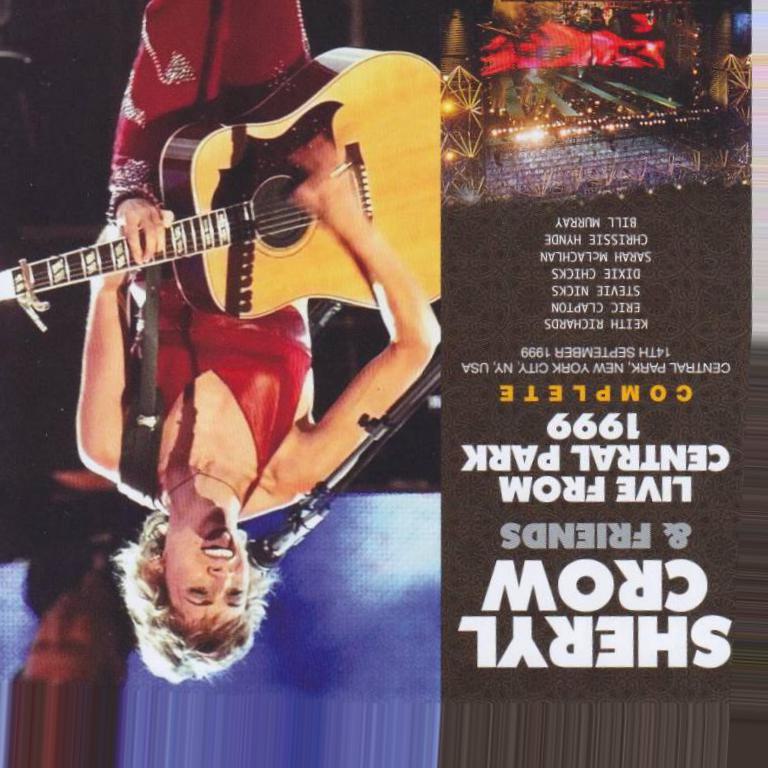 SHERYL
CROW
& FRIENDS
LIVE FROM
CENTRAL PARK
1999
COMPLETE
CENTRAL PARK, NEW YORK CITY, NY, USA
14TH SEPTEMBER 1999
KEITH RICHARDS
ERIC CLAPTON
STEVIE NICKS
DIXIE CHICKS
SARAH McLACHLAN
CHRISSIE HYNDE
BILL MURRAY